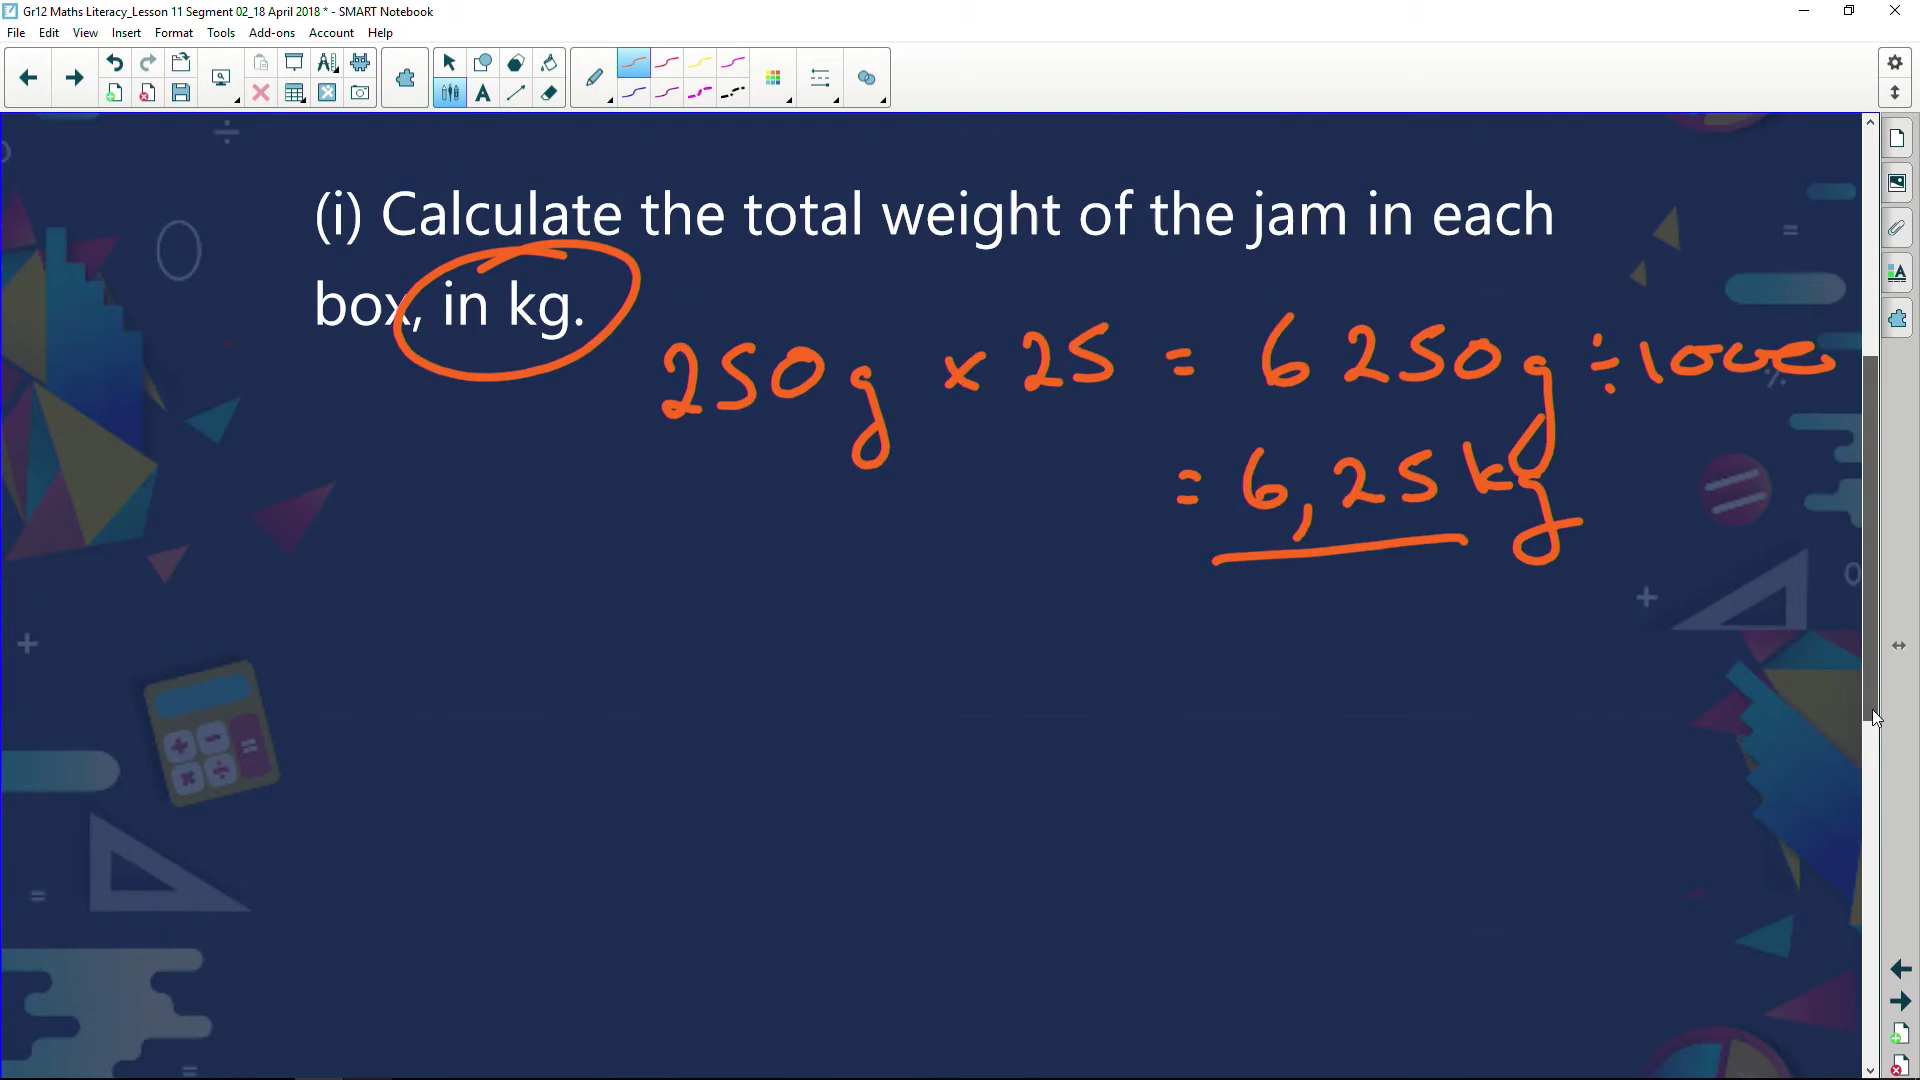 Gr12 Maths Literacy_Lesson 11 Segment 02_18 April 2018 * - SMART Notebook
File Edit View Insert Format Tools Add-ons Account Help
(i) Calculate the total weight of the jam in each
box, in kg.
250g × 25 = 6 250g ÷ 1000
= 6,25 kg